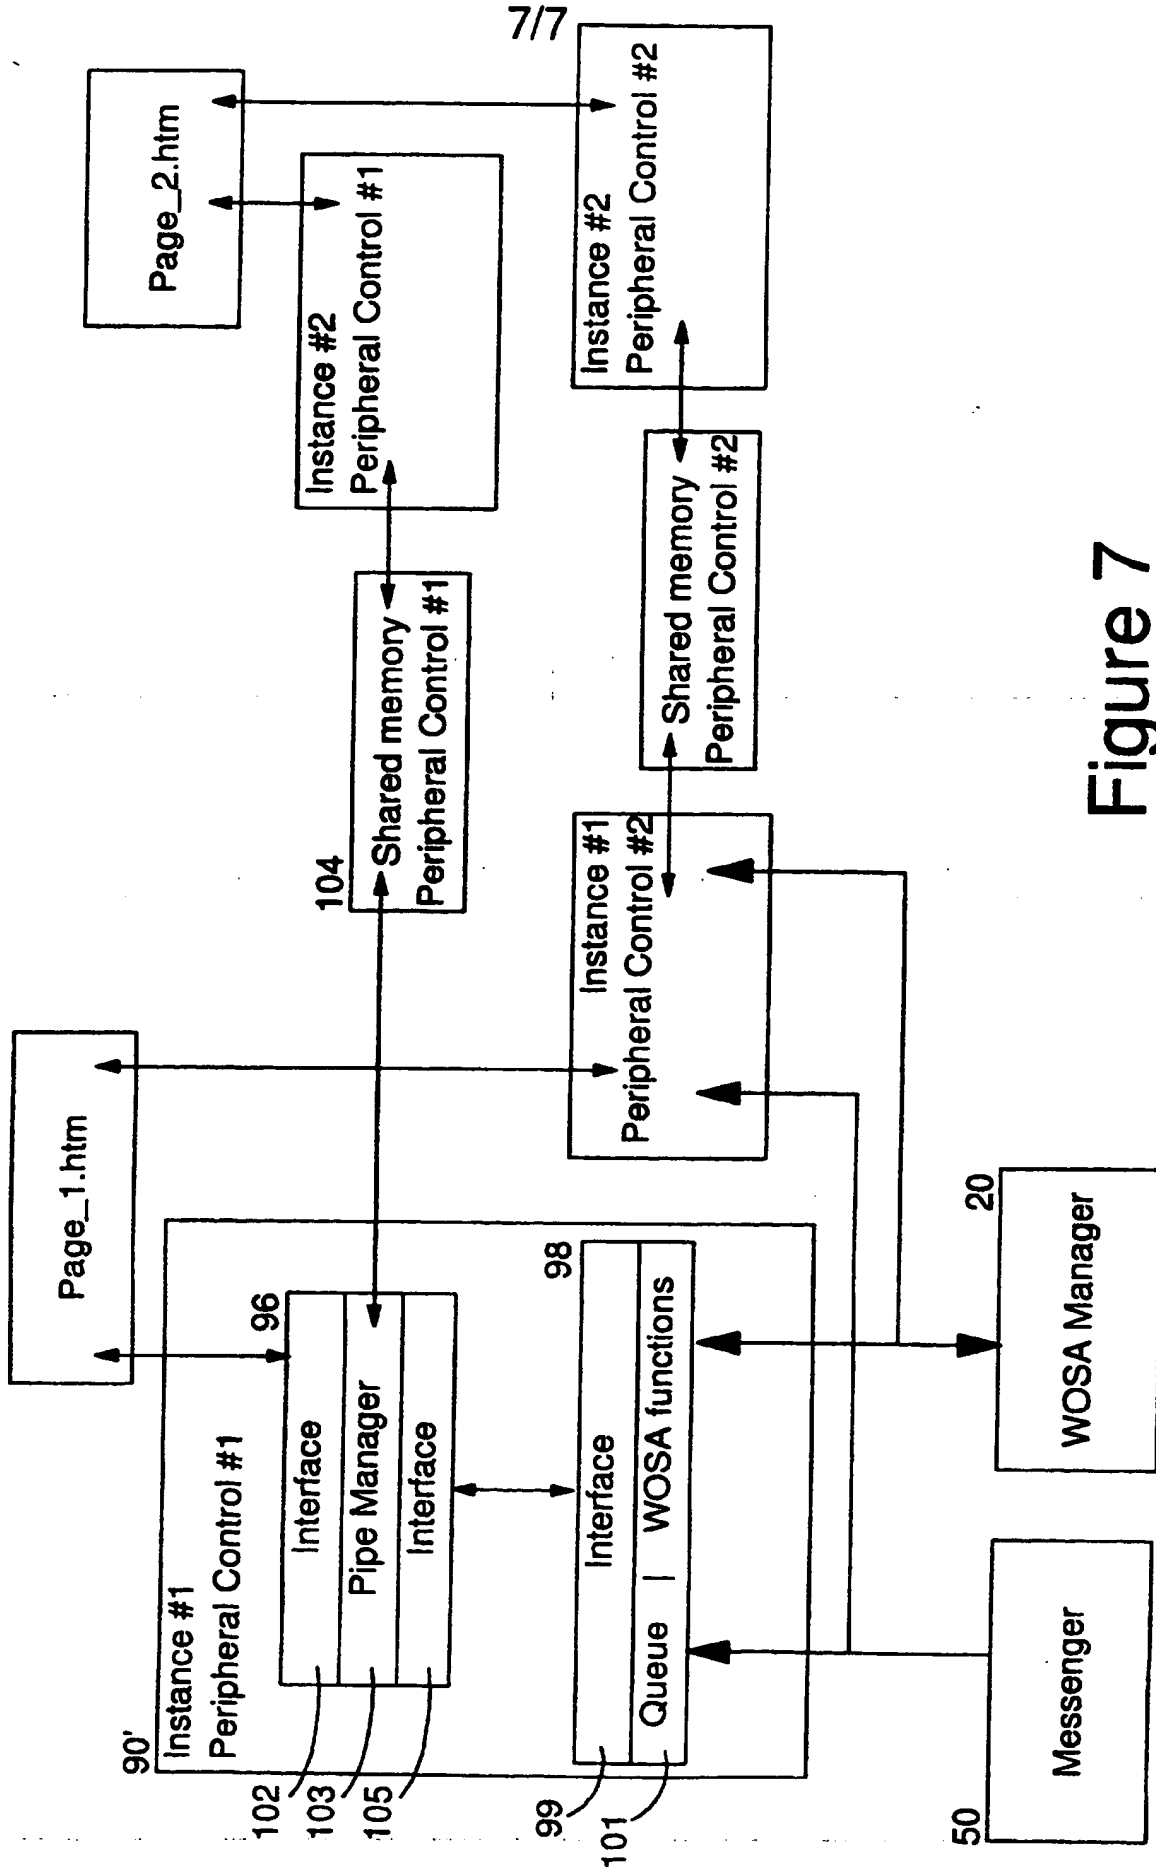 7/7
Page_1.htm
Page_2.htm
90'
Instance #1
Peripheral Control #1
96
102
Interface
103
Pipe Manager
105
Interface
98
99
Interface
101
Queue | WOSA functions
104
Shared memory
Peripheral Control #1
Instance #2
Peripheral Control #1
Instance #1
Peripheral Control #2
Shared memory
Peripheral Control #2
Instance #2
Peripheral Control #2
50
Messenger
20
WOSA Manager
Figure 7